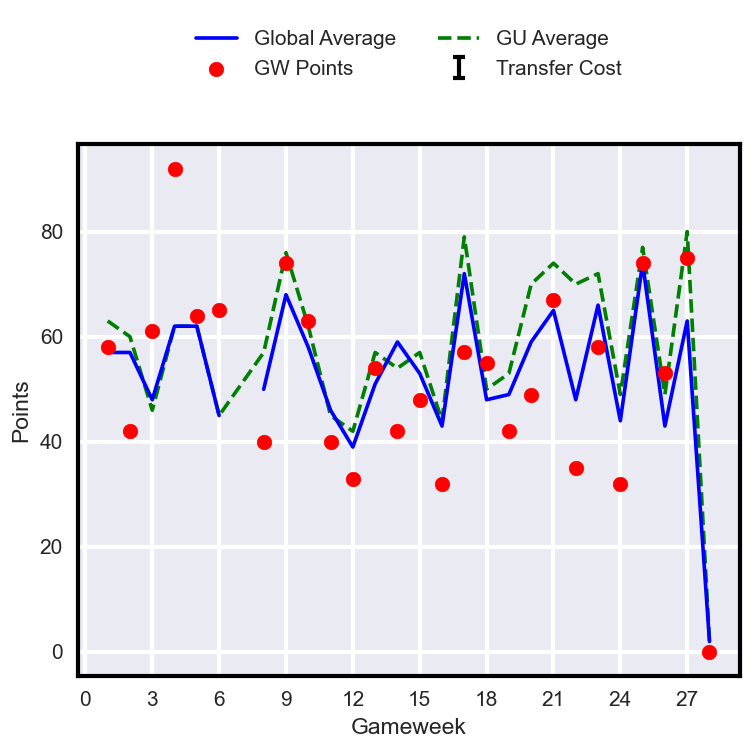 Global Average GU Average
GW Points Transfer Cost
Points
80
60
40
20
0
0 3 6 9 12 15 18 21 24 27
Gameweek